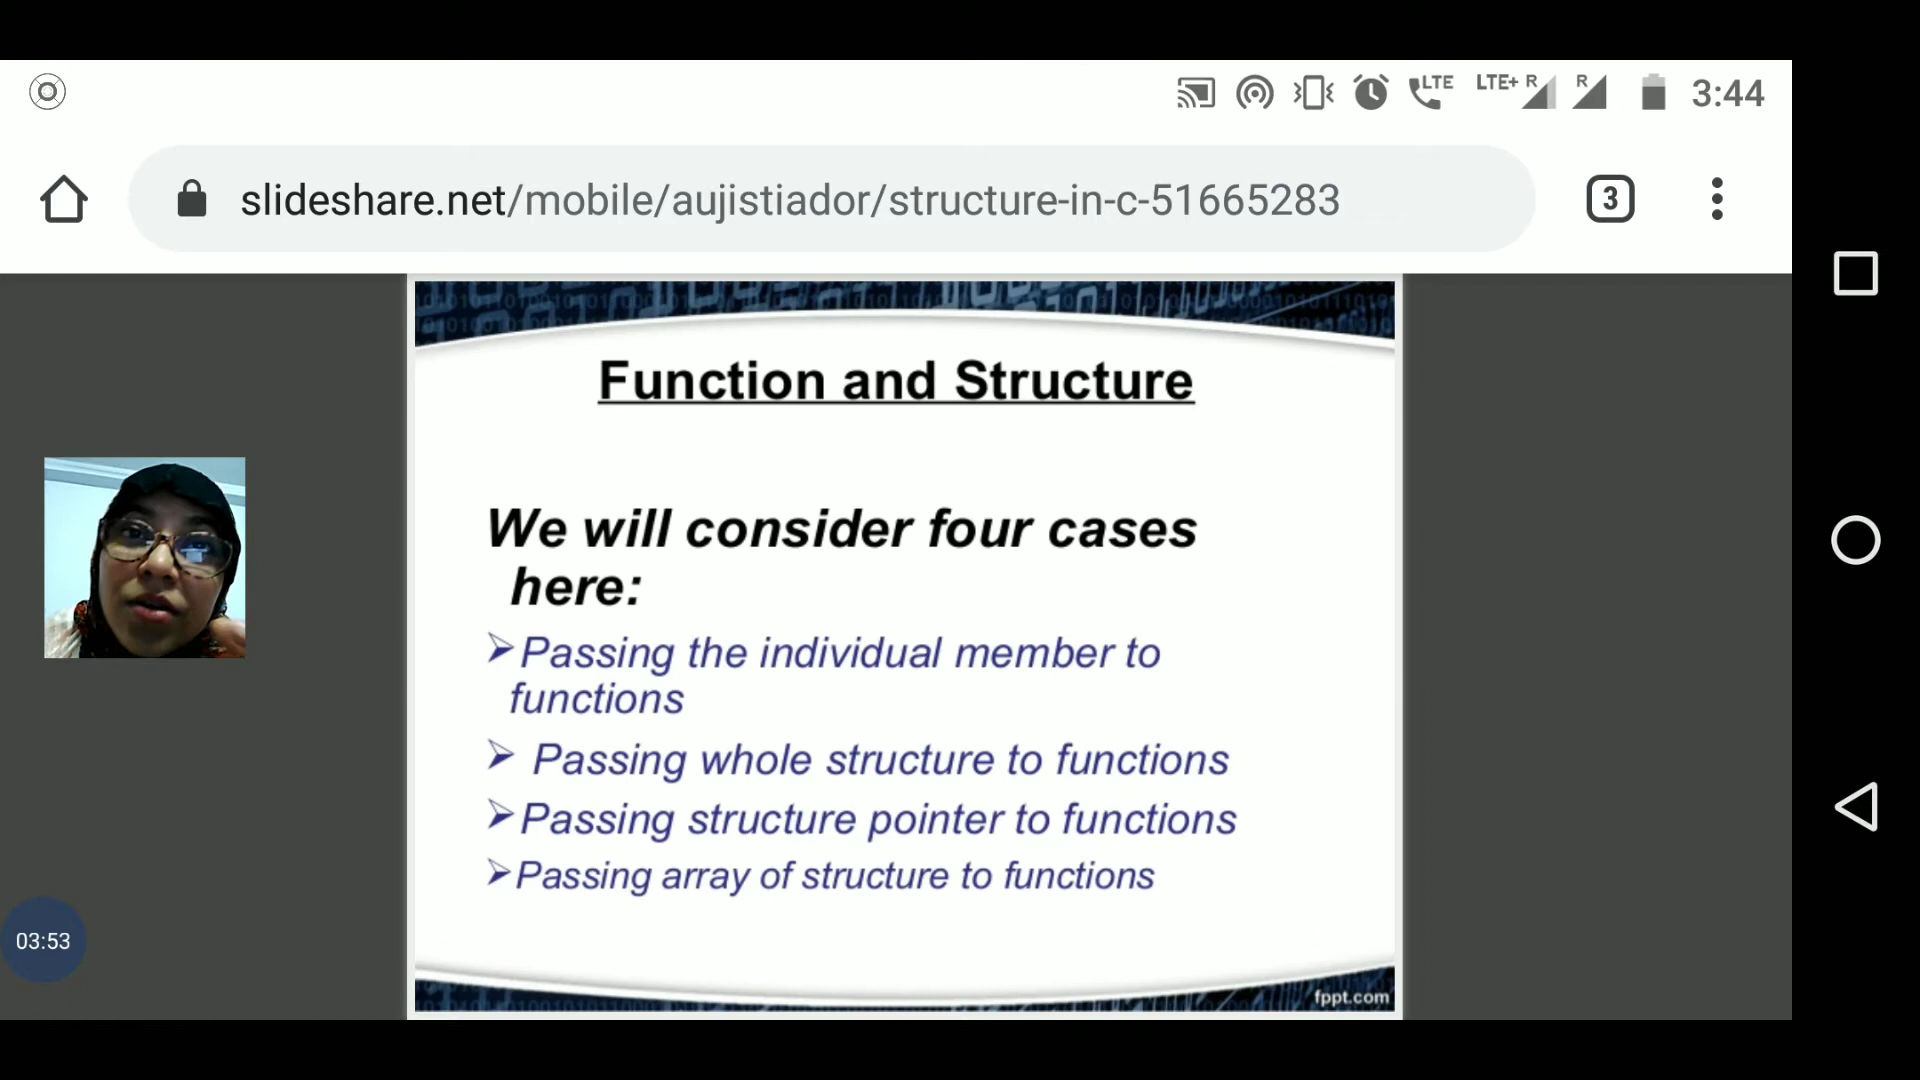 LTE LTE+ R R 3:44
slideshare.net/mobile/aujistiador/structure-in-c-51665283 3
Function and Structure
We will consider four cases
here:
Passing the individual member to
functions
Passing whole structure to functions
Passing structure pointer to functions
Passing array of structure to functions
03:53
fppt.com